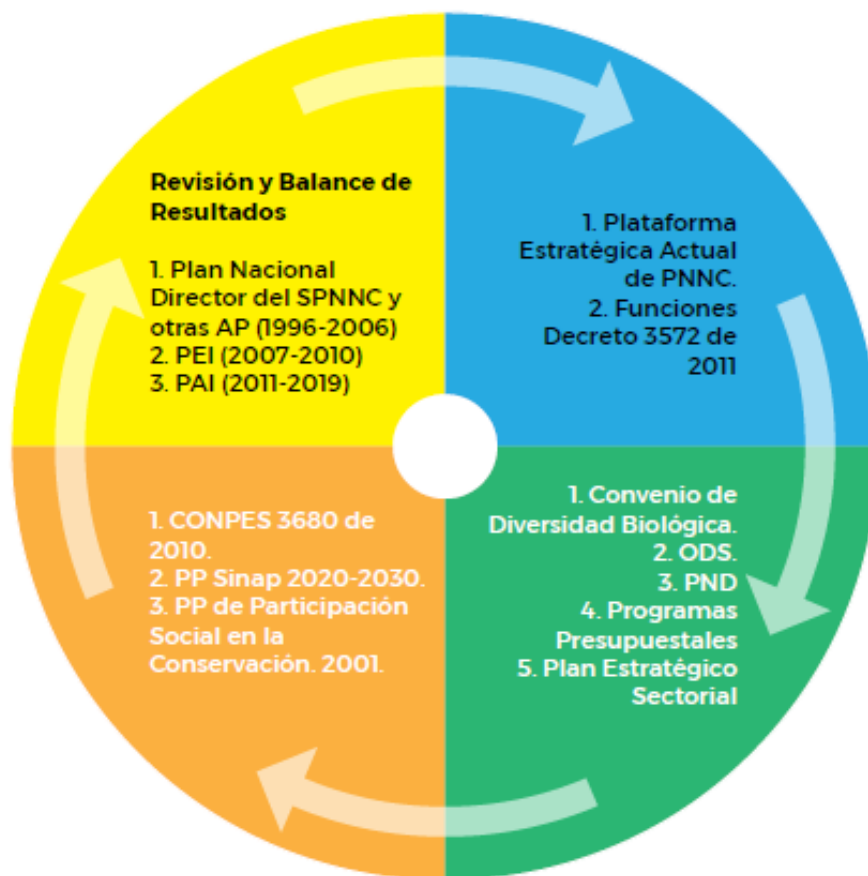 Revisión y Balance de
Resultados
1. Plan Nacional
Director del SPNNC y
otras AP (1996-2006)
2. PEI (2007-2010)
3. PAI (2011-2019)
1. Plataforma
Estratégica Actual
de PNNC.
2. Funciones
Decreto 3572 de
2011
1. CONPES 3680 de
2010.
2. PP Sinap 2020-2030.
3. PP de Participación
Social en la
Conservación. 2001.
1. Convenio de
Diversidad Biológica.
2. ODS.
3. PND
4. Programas
Presupuestales
5. Plan Estratégico
Sectorial